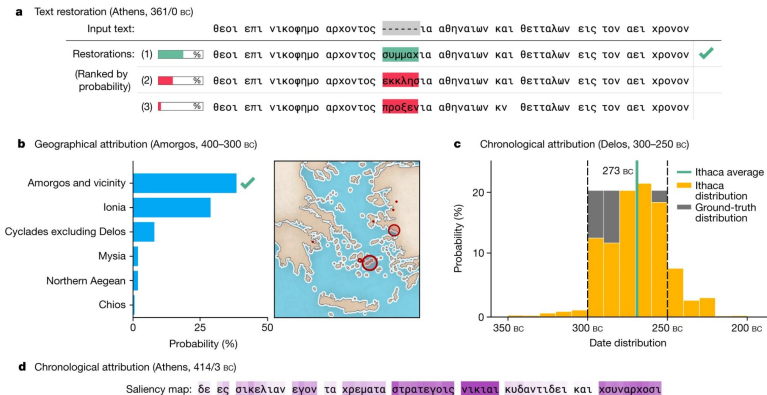 a Text restoration (Athens, 361/0 BC)
Input text: θεοι επι νικοφημο αρχοντος ------ια αθηναιων και θετταλων εις τον αει χρονον
Restorations: (1) % θεοι επι νικοφημο αρχοντος συμμαχια αθηναιων και θετταλων εις τον αει χρονον
(Ranked by probability) (2) % θεοι επι νικοφημο αρχοντος εκκλησια αθηναιων και θετταλων εις τον αει χρονον
(3) % θεοι επι νικοφημο αρχοντος προξενια αθηναιων κν θετταλων εις τον αει χρονον
b Geographical attribution (Amorgos, 400–300 BC)
Amorgos and vicinity
Ionia
Cyclades excluding Delos
Mysia
Northern Aegean
Chios
0 25 50
Probability (%)
c Chronological attribution (Delos, 300–250 BC)
273 BC
Ithaca average
Ithaca distribution
Ground-truth distribution
Probability (%)
20
10
0
350 BC 300 BC 250 BC 200 BC
Date distribution
d Chronological attribution (Athens, 414/3 BC)
Saliency map: δε ες σικελιαν εγον τα χρεματα στρατεγοις νικιαι κυδαντιδει και χσυναρχοσι